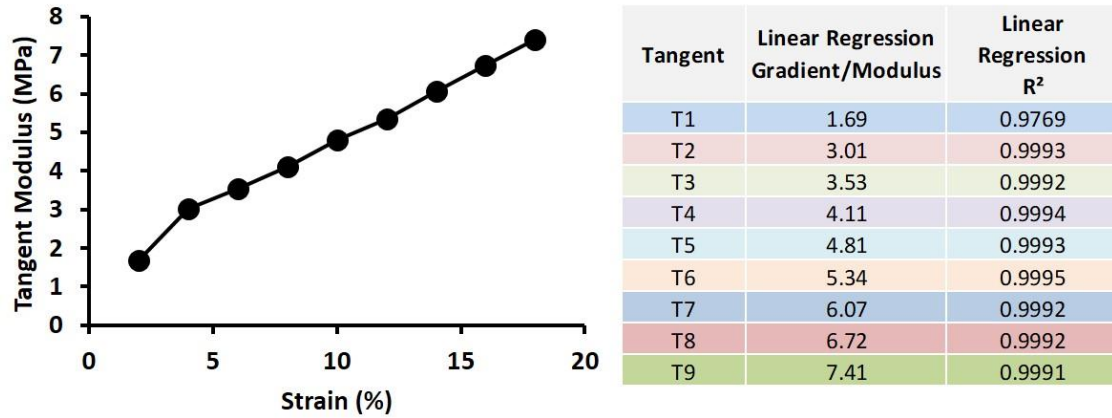 Tangent Modulus (MPa)
8
7
6
5
4
3
2
1
0
0 5 10 15 20
Strain (%)
Tangent Linear Regression Gradient/Modulus Linear Regression R²
T1 1.69 0.9769
T2 3.01 0.9993
T3 3.53 0.9992
T4 4.11 0.9994
T5 4.81 0.9993
T6 5.34 0.9995
T7 6.07 0.9992
T8 6.72 0.9992
T9 7.41 0.9991